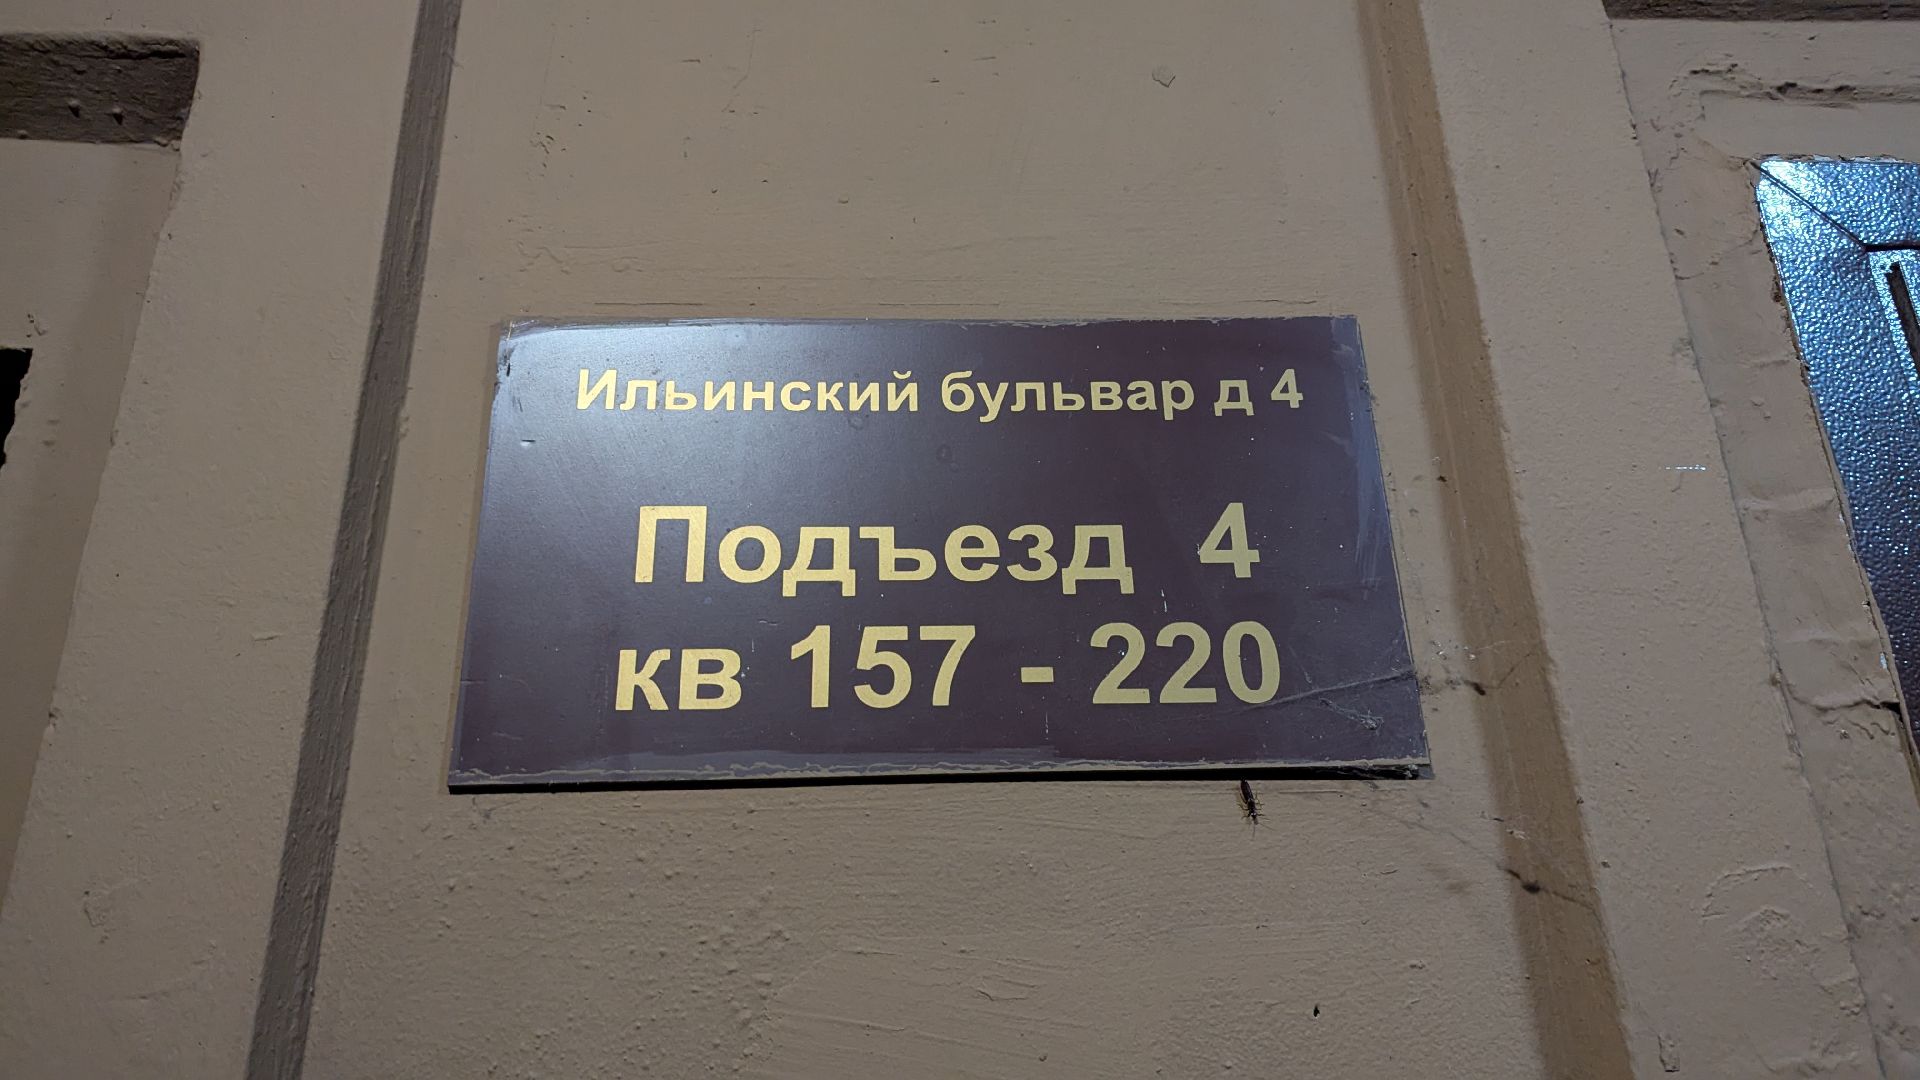 Ильинский бульвар д 4
Подъезд 4
кв 157 - 220